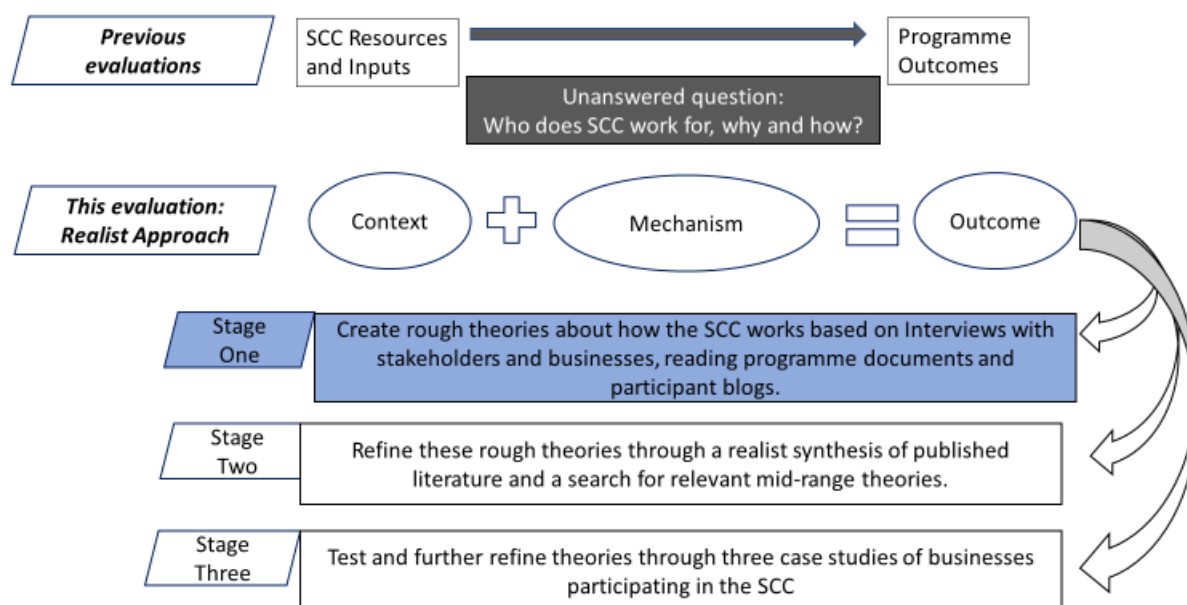 Previous
evaluations
SCC Resources
and Inputs
Programme
Outcomes
Unanswered question:
Who does SCC work for, why and how?
This evaluation:
Realist Approach
Context
Mechanism
Outcome
Stage
One
Create rough theories about how the SCC works based on Interviews with
stakeholders and businesses, reading programme documents and
participant blogs.
Stage
Two
Refine these rough theories through a realist synthesis of published
literature and a search for relevant mid-range theories.
Stage
Three
Test and further refine theories through three case studies of businesses
participating in the SCC